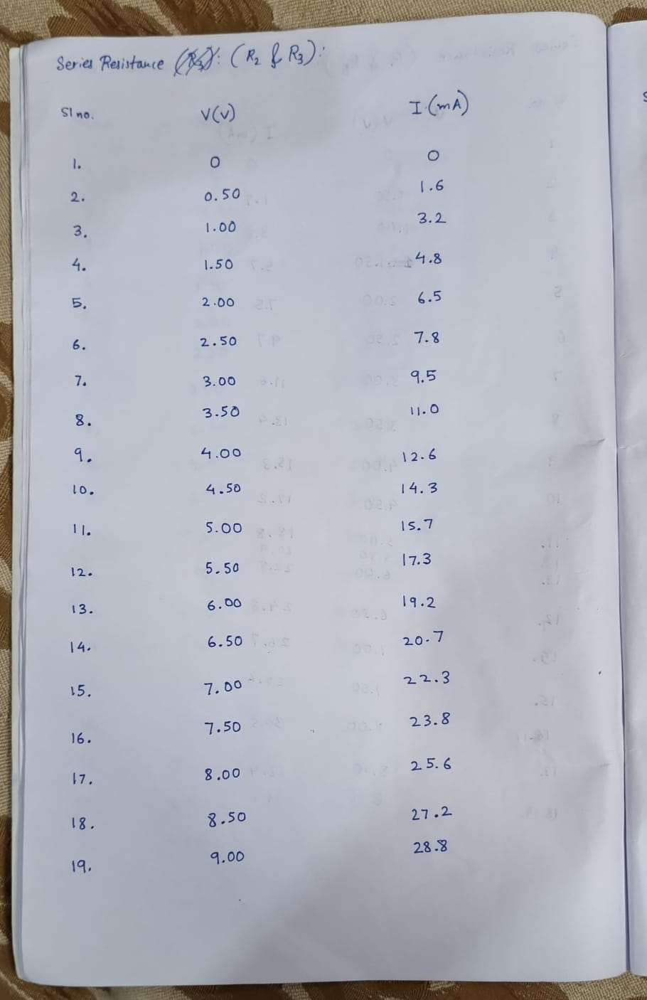 Series Resistance (R3): (R2 & R3):
Sl no. V(v) I (mA)
1. 0 0
2. 0.50 1.6
3. 1.00 3.2
4. 1.50 4.8
5. 2.00 6.5
6. 2.50 7.8
7. 3.00 9.5
8. 3.50 11.0
9. 4.00 12.6
10. 4.50 14.3
11. 5.00 15.7
12. 5.50 17.3
13. 6.00 19.2
14. 6.50 20.7
15. 7.00 22.3
16. 7.50 23.8
17. 8.00 25.6
18. 8.50 27.2
19. 9.00 28.8